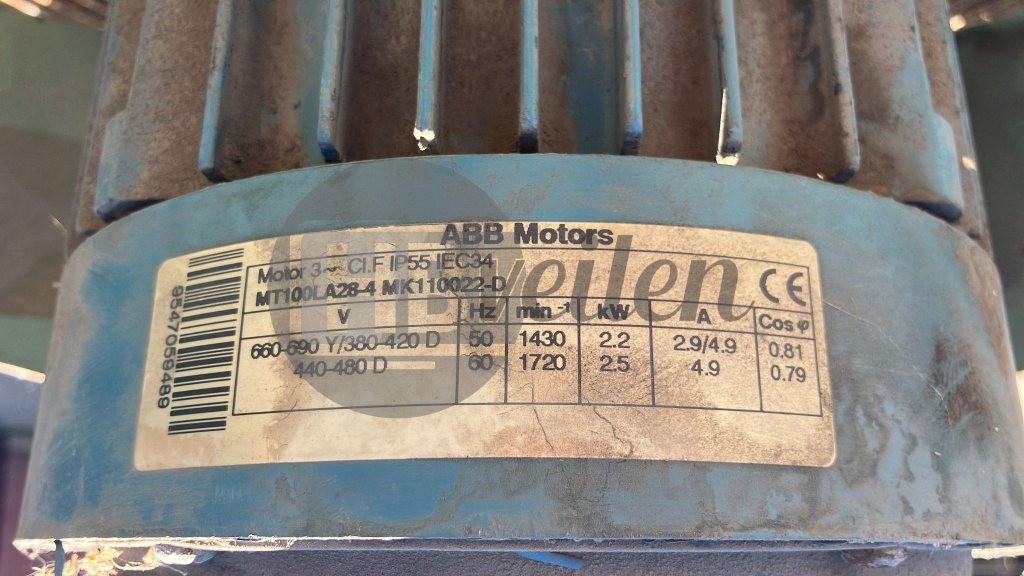 ABB Motors
Motor 3~ Cl.F IP55 IEC34
MT100LA28-4 MK110022-D
V Hz min⁻¹ kW A Cos φ
660-690 Y/380-420 D 50 1430 2.2 2.9/4.9 0.81
440-480 D 60 1720 2.5 4.9 0.79
CE
9547059489
veilen